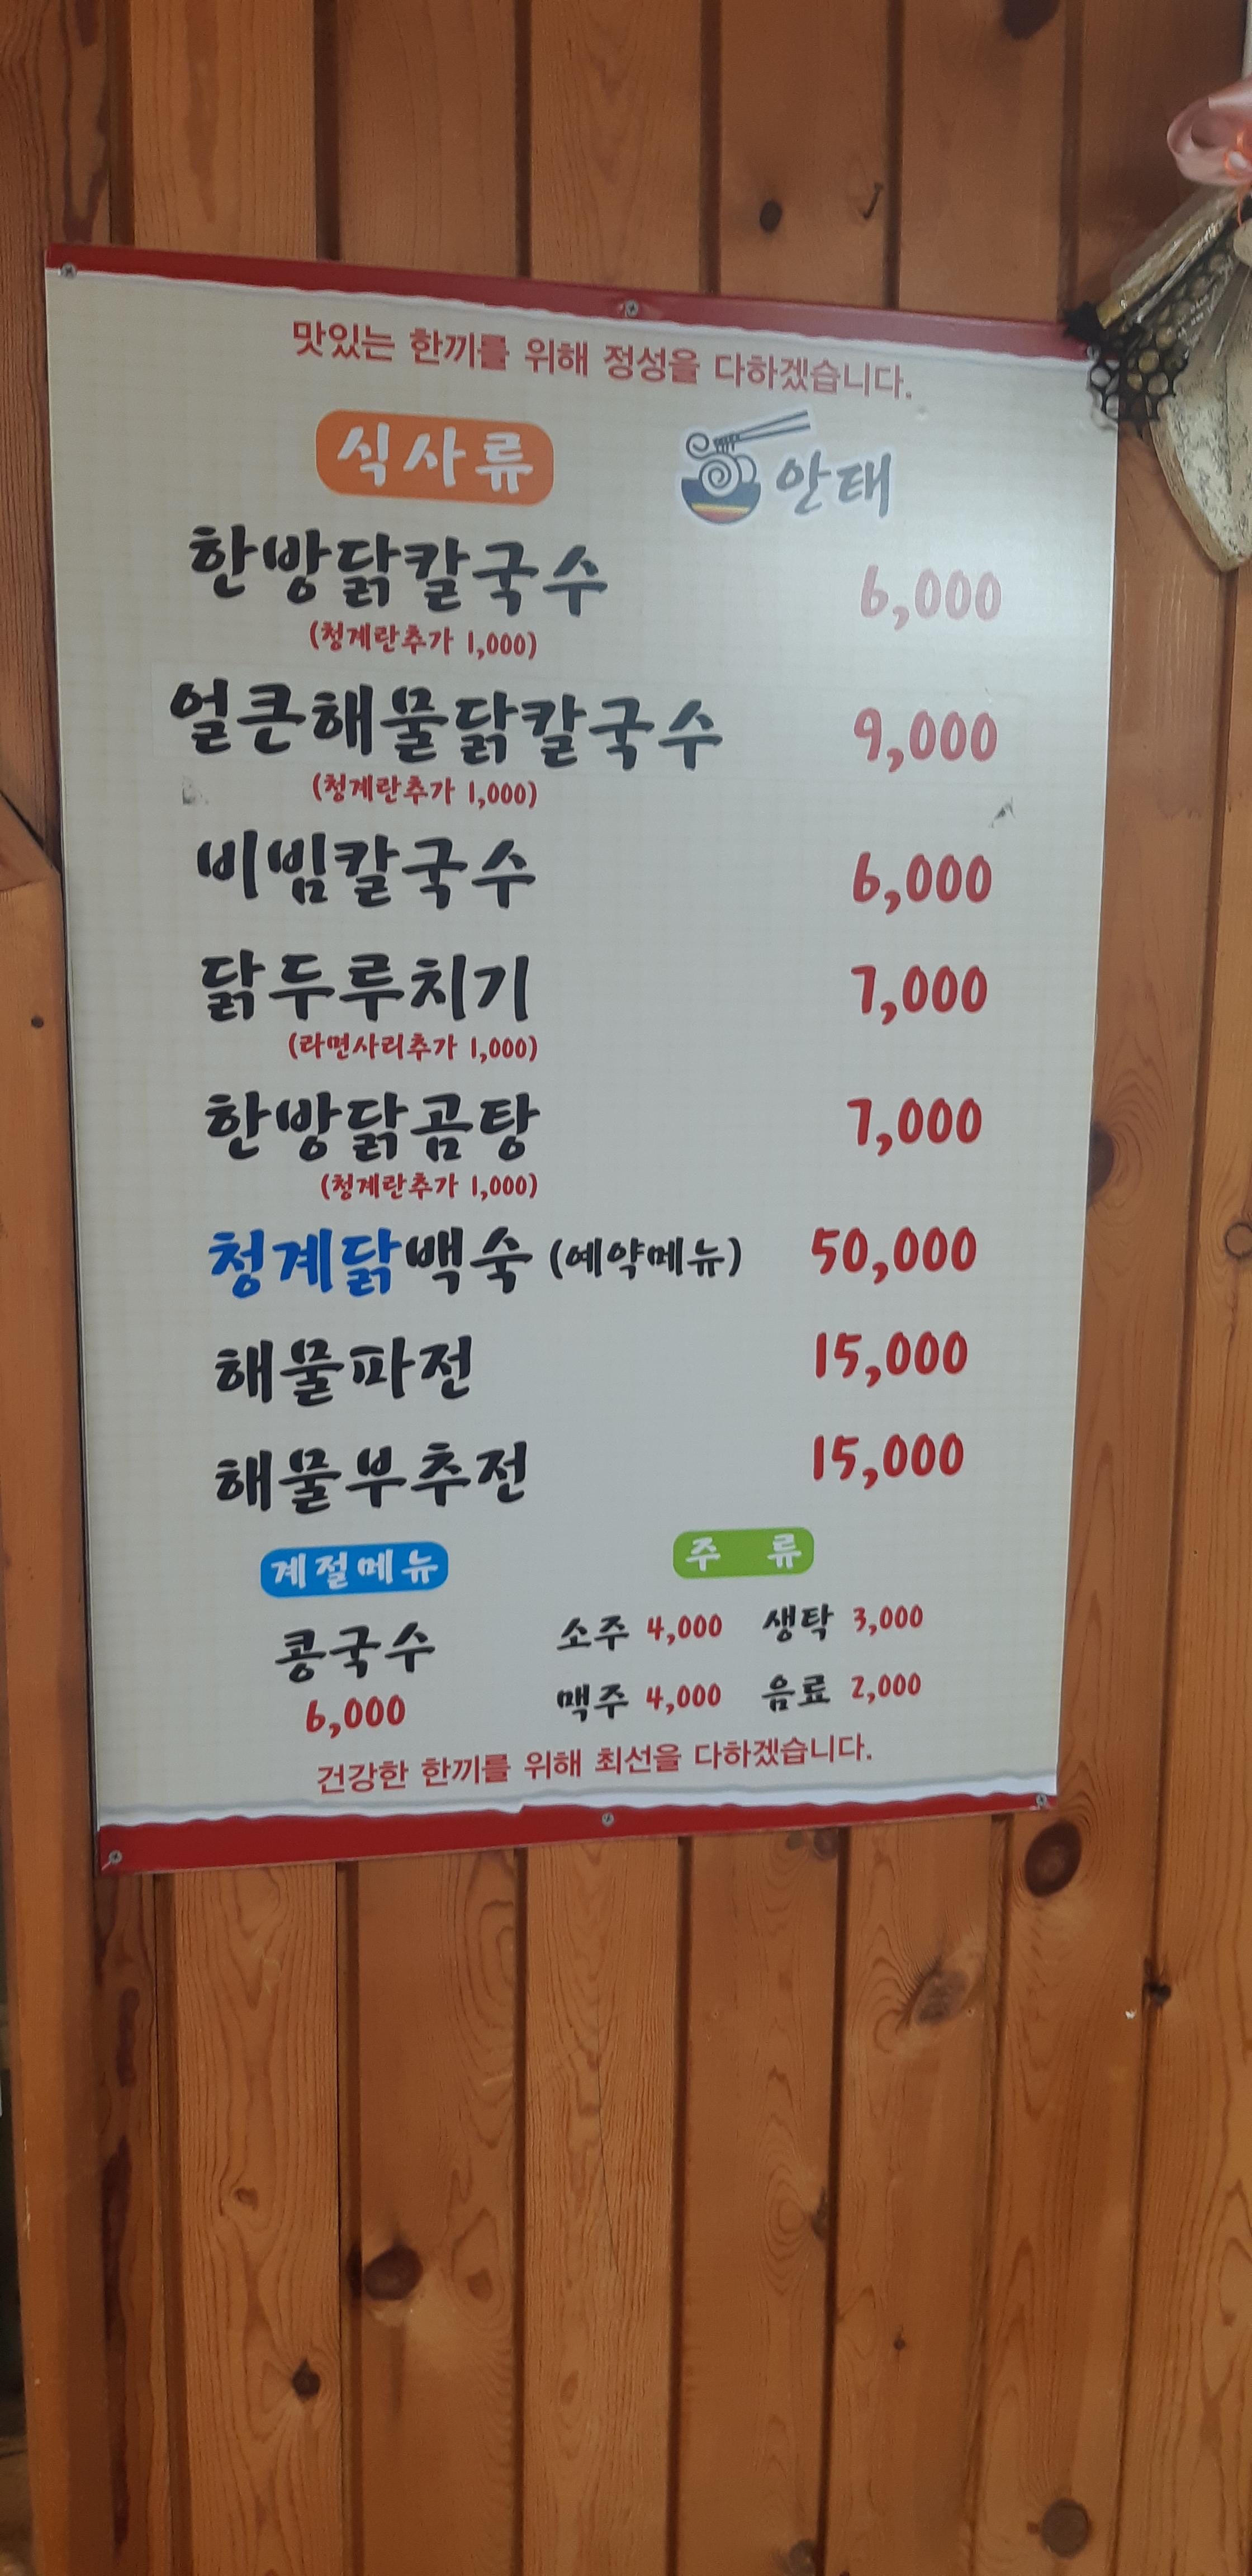 맛있는 한끼를 위해 정성을 다하겠습니다.
식사류 안태
한방닭칼국수 6,000
(청계란추가 1,000)
얼큰해물닭칼국수 9,000
(청계란추가 1,000)
비빔칼국수 6,000
닭두루치기 7,000
(라면사리추가 1,000)
한방닭곰탕 7,000
(청계란추가 1,000)
청계닭백숙 (예약메뉴) 50,000
해물파전 15,000
해물부추전 15,000
계절메뉴 주 류
콩국수 소주 4,000 생탁 3,000
6,000 맥주 4,000 음료 2,000
건강한 한끼를 위해 최선을 다하겠습니다.